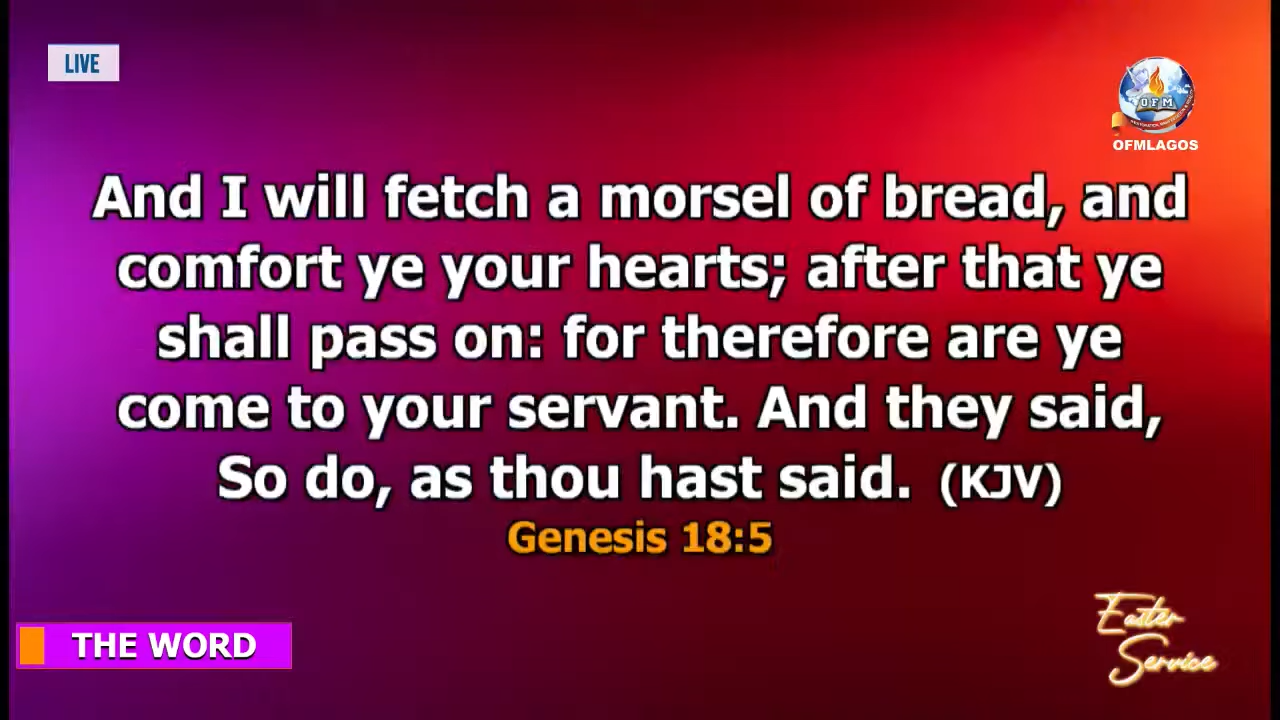 LIVE
OFM
OFMLAGOS
And I will fetch a morsel of bread, and
comfort ye your hearts; after that ye
shall pass on: for therefore are ye
come to your servant. And they said,
So do, as thou hast said. (KJV)
Genesis 18:5
THE WORD
Easter
Service